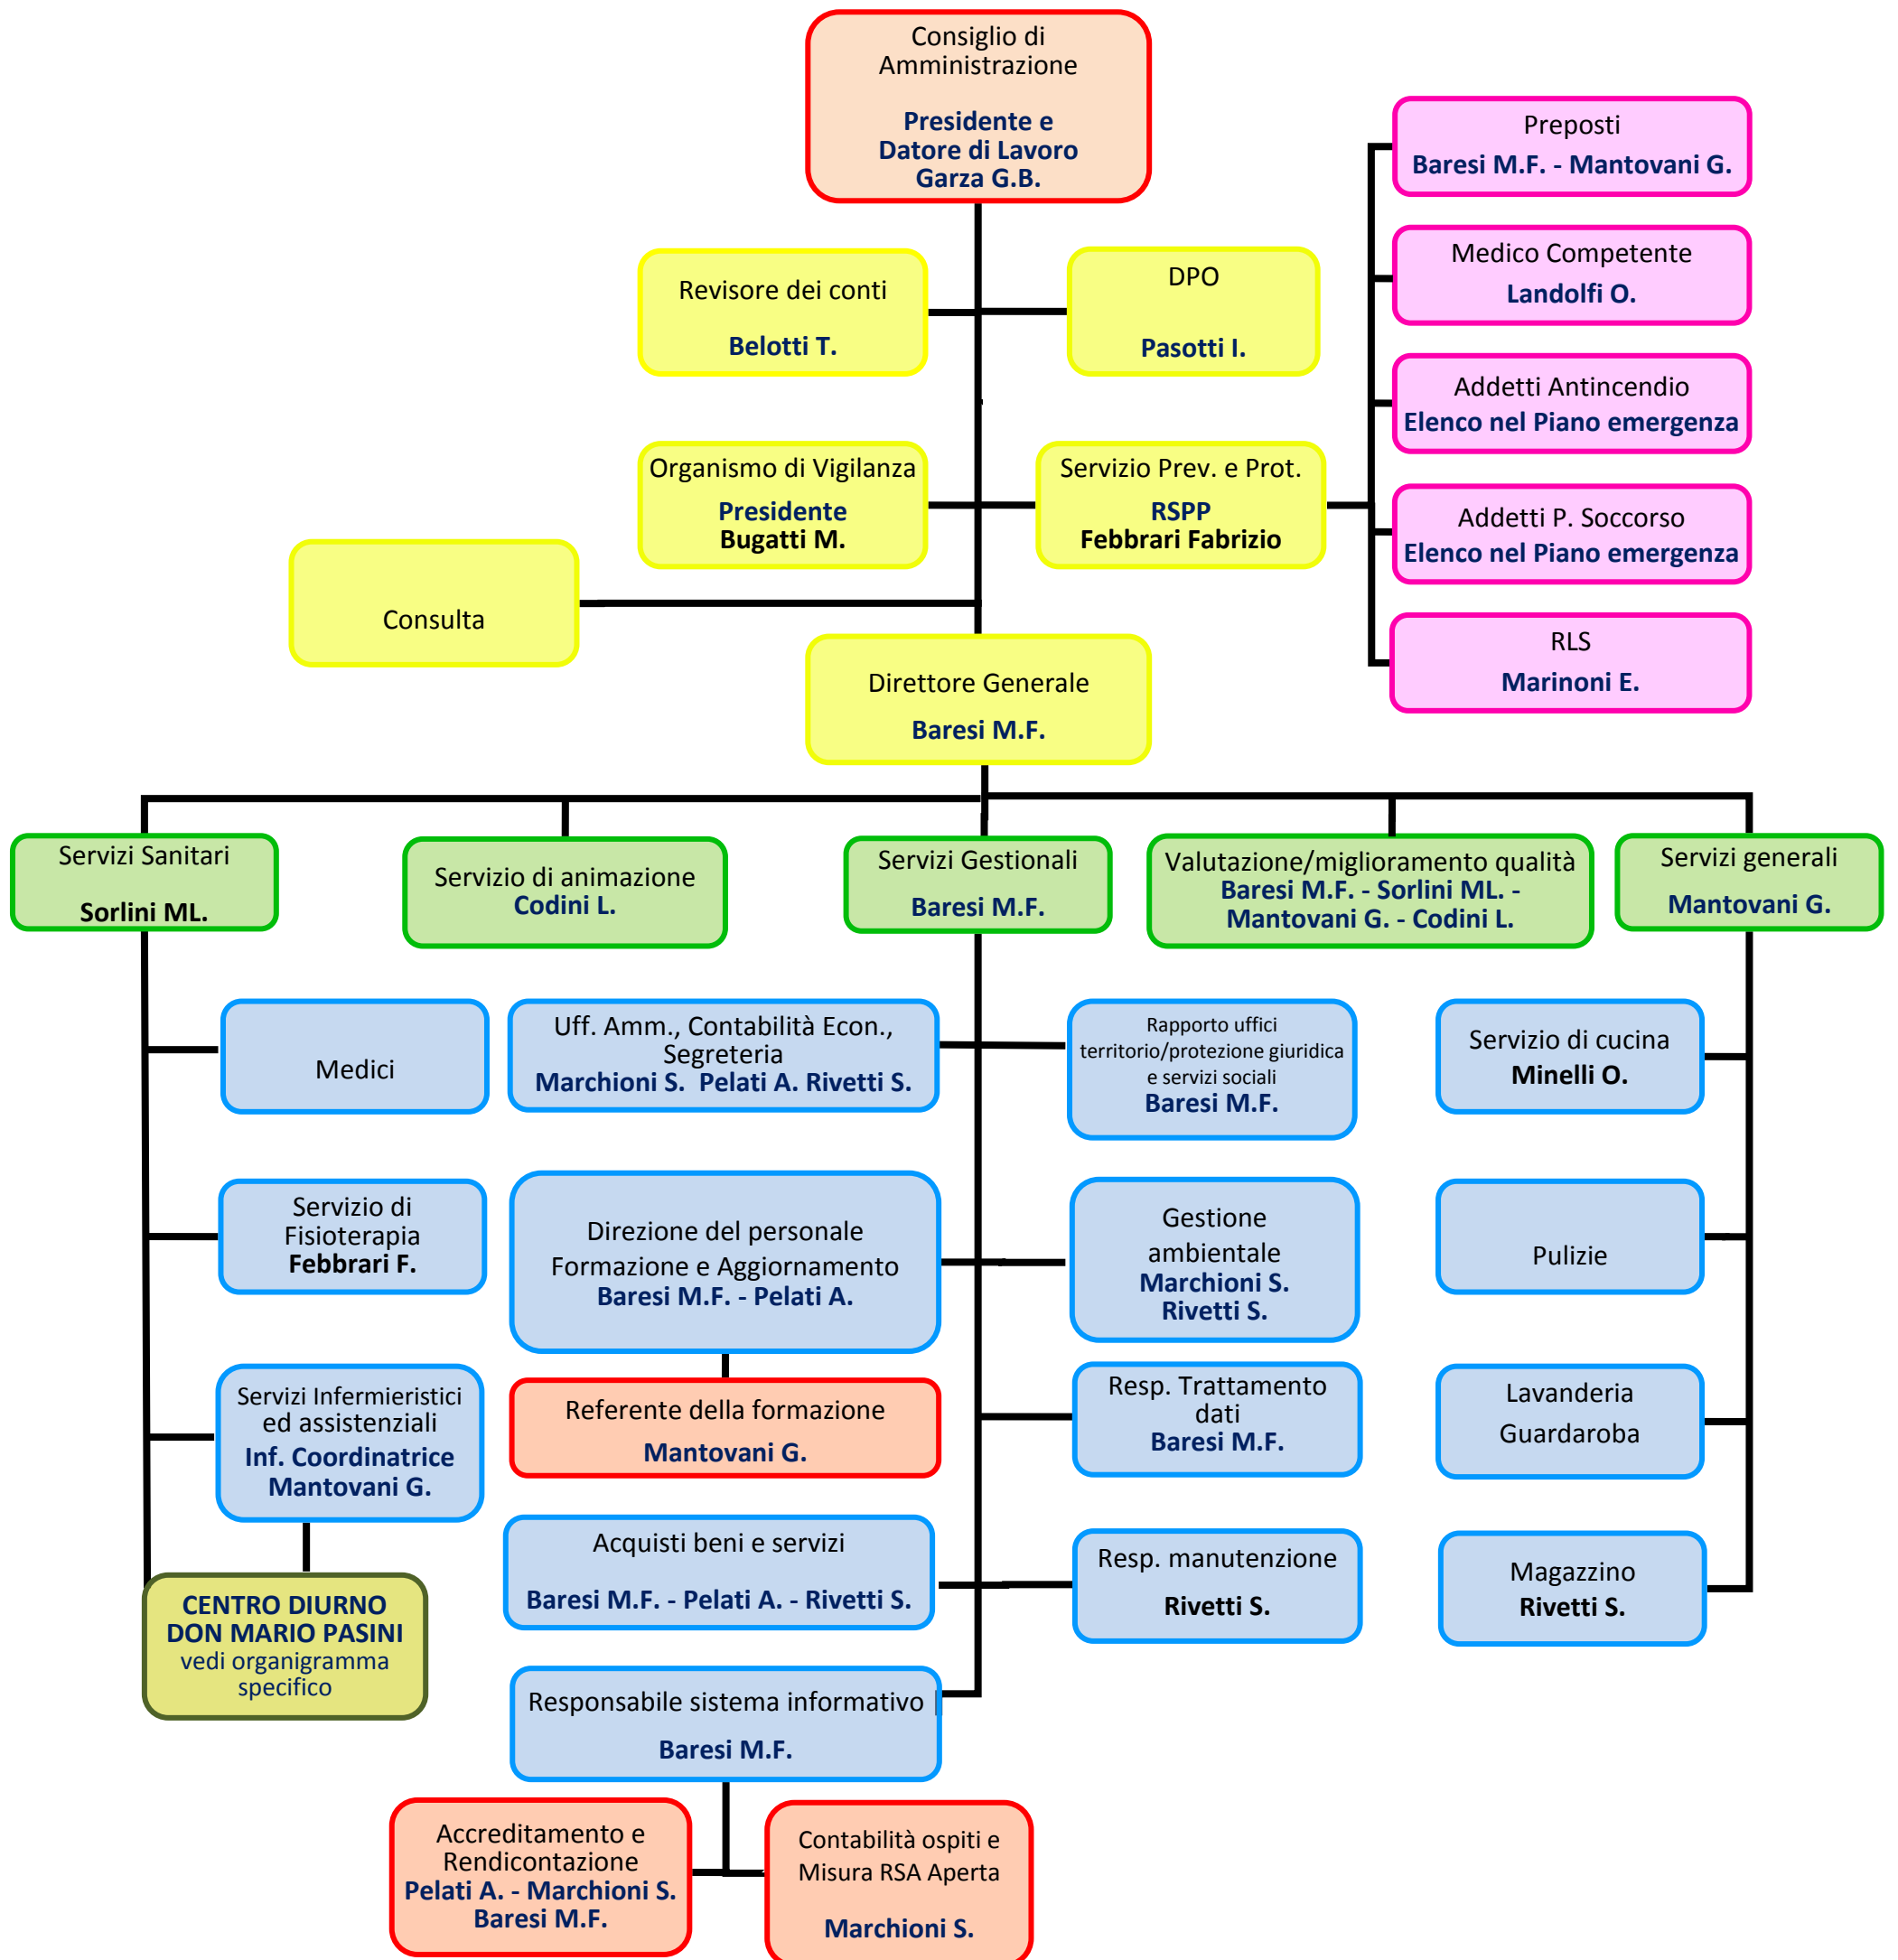 Consiglio di
Amministrazione
Presidente e
Datore di Lavoro
Garza G.B.
Preposti
Baresi M.F. - Mantovani G.
Medico Competente
Landolfi O.
Addetti Antincendio
Elenco nel Piano emergenza
Addetti P. Soccorso
Elenco nel Piano emergenza
RLS
Marinoni E.
Revisore dei conti
Belotti T.
DPO
Pasotti I.
Organismo di Vigilanza
Presidente
Bugatti M.
Servizio Prev. e Prot.
RSPP
Febbrari Fabrizio
Consulta
Direttore Generale
Baresi M.F.
Servizi Sanitari
Sorlini ML.
Servizio di animazione
Codini L.
Servizi Gestionali
Baresi M.F.
Valutazione/miglioramento qualità
Baresi M.F. - Sorlini ML. -
Mantovani G. - Codini L.
Servizi generali
Mantovani G.
Medici
Servizio di
Fisioterapia
Febbrari F.
Servizi Infermieristici
ed assistenziali
Inf. Coordinatrice
Mantovani G.
CENTRO DIURNO
DON MARIO PASINI
vedi organigramma
specifico
Uff. Amm., Contabilità Econ.,
Segreteria
Marchioni S.  Pelati A. Rivetti S.
Direzione del personale
Formazione e Aggiornamento
Baresi M.F. - Pelati A.
Referente della formazione
Mantovani G.
Acquisti beni e servizi
Baresi M.F. - Pelati A. - Rivetti S.
Responsabile sistema informativo
Baresi M.F.
Accreditamento e
Rendicontazione
Pelati A. - Marchioni S.
Baresi M.F.
Contabilità ospiti e
Misura RSA Aperta
Marchioni S.
Rapporto uffici
territorio/protezione giuridica
e servizi sociali
Baresi M.F.
Gestione
ambientale
Marchioni S.
Rivetti S.
Resp. Trattamento
dati
Baresi M.F.
Resp. manutenzione
Rivetti S.
Servizio di cucina
Minelli O.
Pulizie
Lavanderia
Guardaroba
Magazzino
Rivetti S.